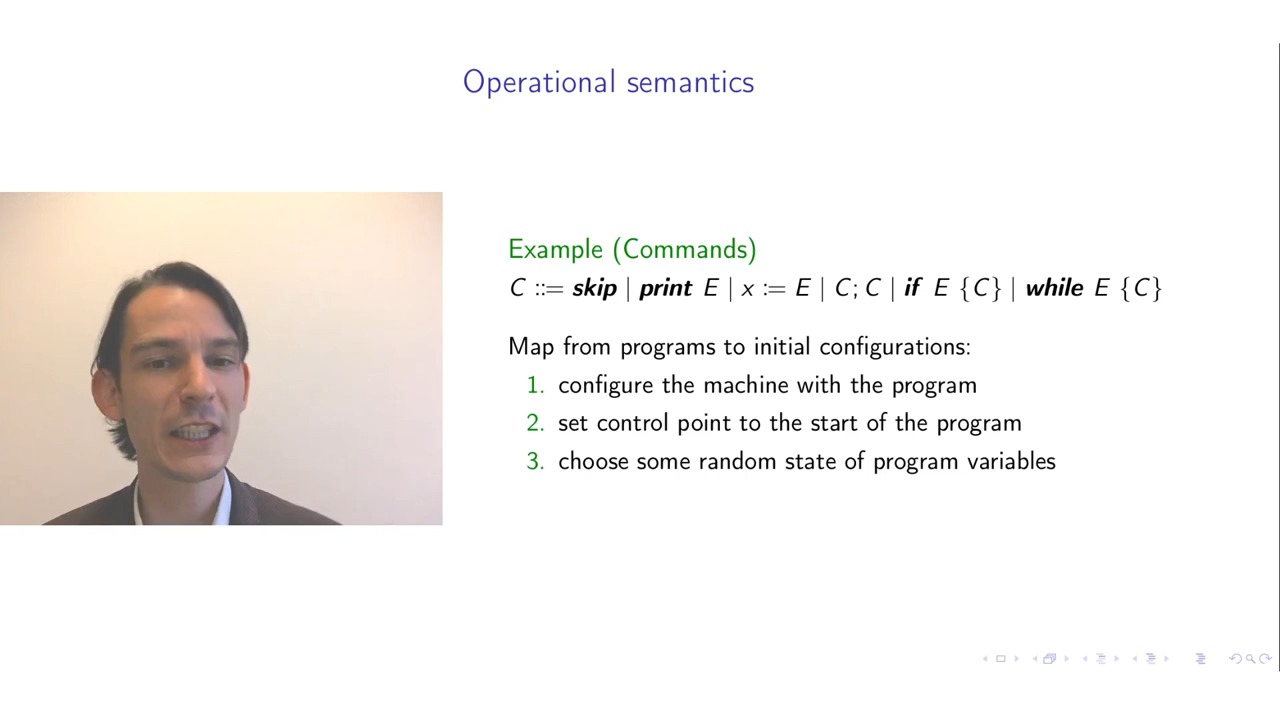 Operational semantics
Example (Commands)
C ::= skip | print E | x := E | C; C | if E {C} | while E {C}
Map from programs to initial configurations:
1. configure the machine with the program
2. set control point to the start of the program
3. choose some random state of program variables